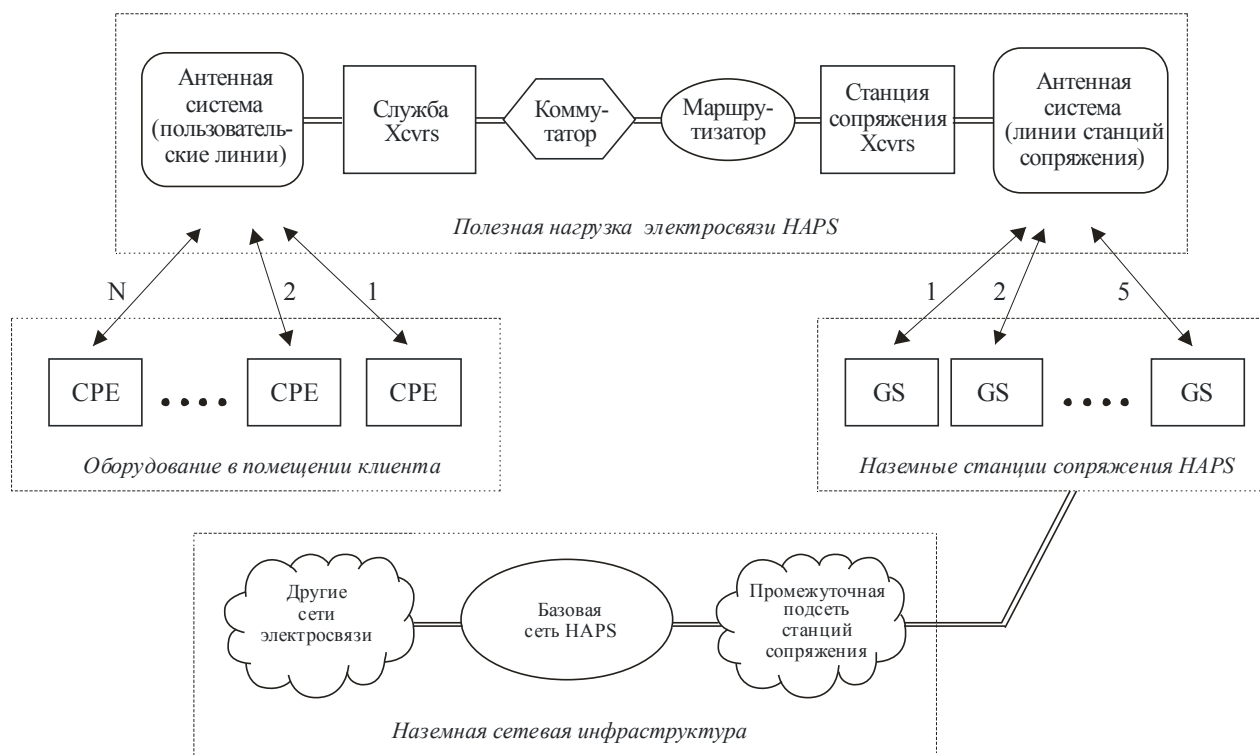 Антенная
система
(пользователь-
ские линии)
Служба
Xcvrs
Комму-
татор
Маршру-
тизатор
Станция
сопряжения
Xcvrs
Антенная
система
(линии станций
сопряжения)
Полезная нагрузка электросвязи HAPS
N
2
1
1
2
5
CPE
CPE
CPE
Оборудование в помещении клиента
GS
GS
GS
Наземные станции сопряжения HAPS
Другие
сети
электросвязи
Базовая
сеть HAPS
Промежуточная
подсеть
станций
сопряжения
Наземная сетевая инфраструктура